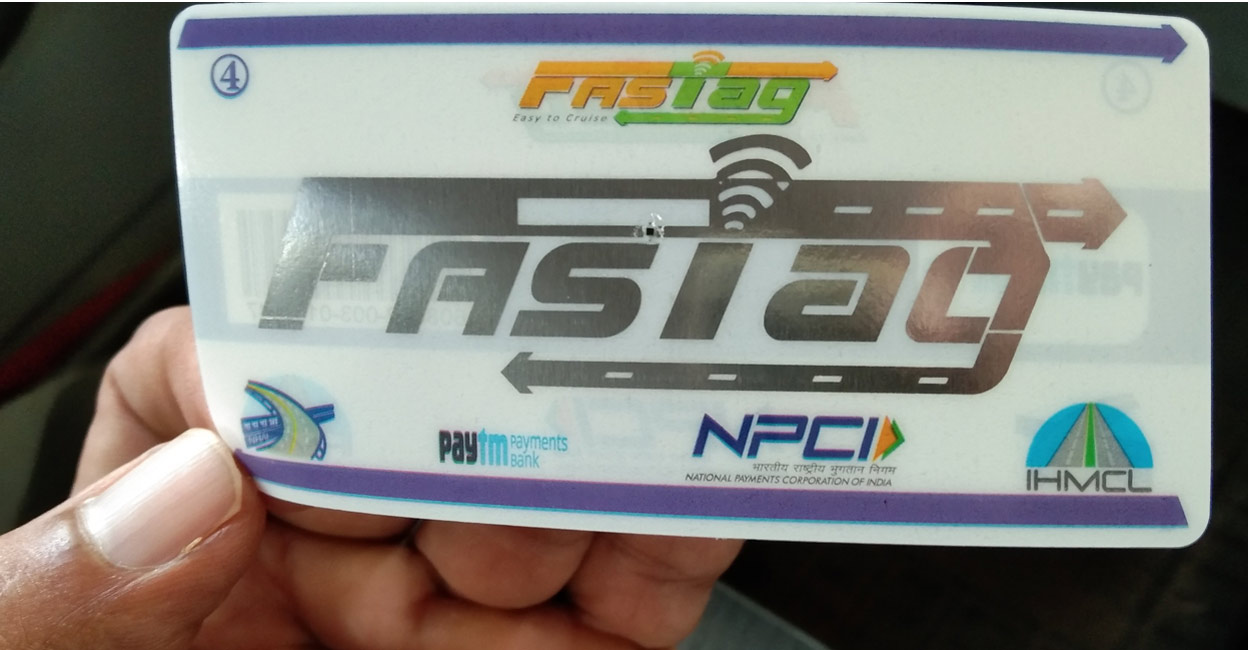 ④
FASTag
Easy to Cruise
FASTag
NHAI
paytm payments bank
NPCI
भारतीय राष्ट्रीय भुगतान निगम
NATIONAL PAYMENTS CORPORATION OF INDIA
IHMCL